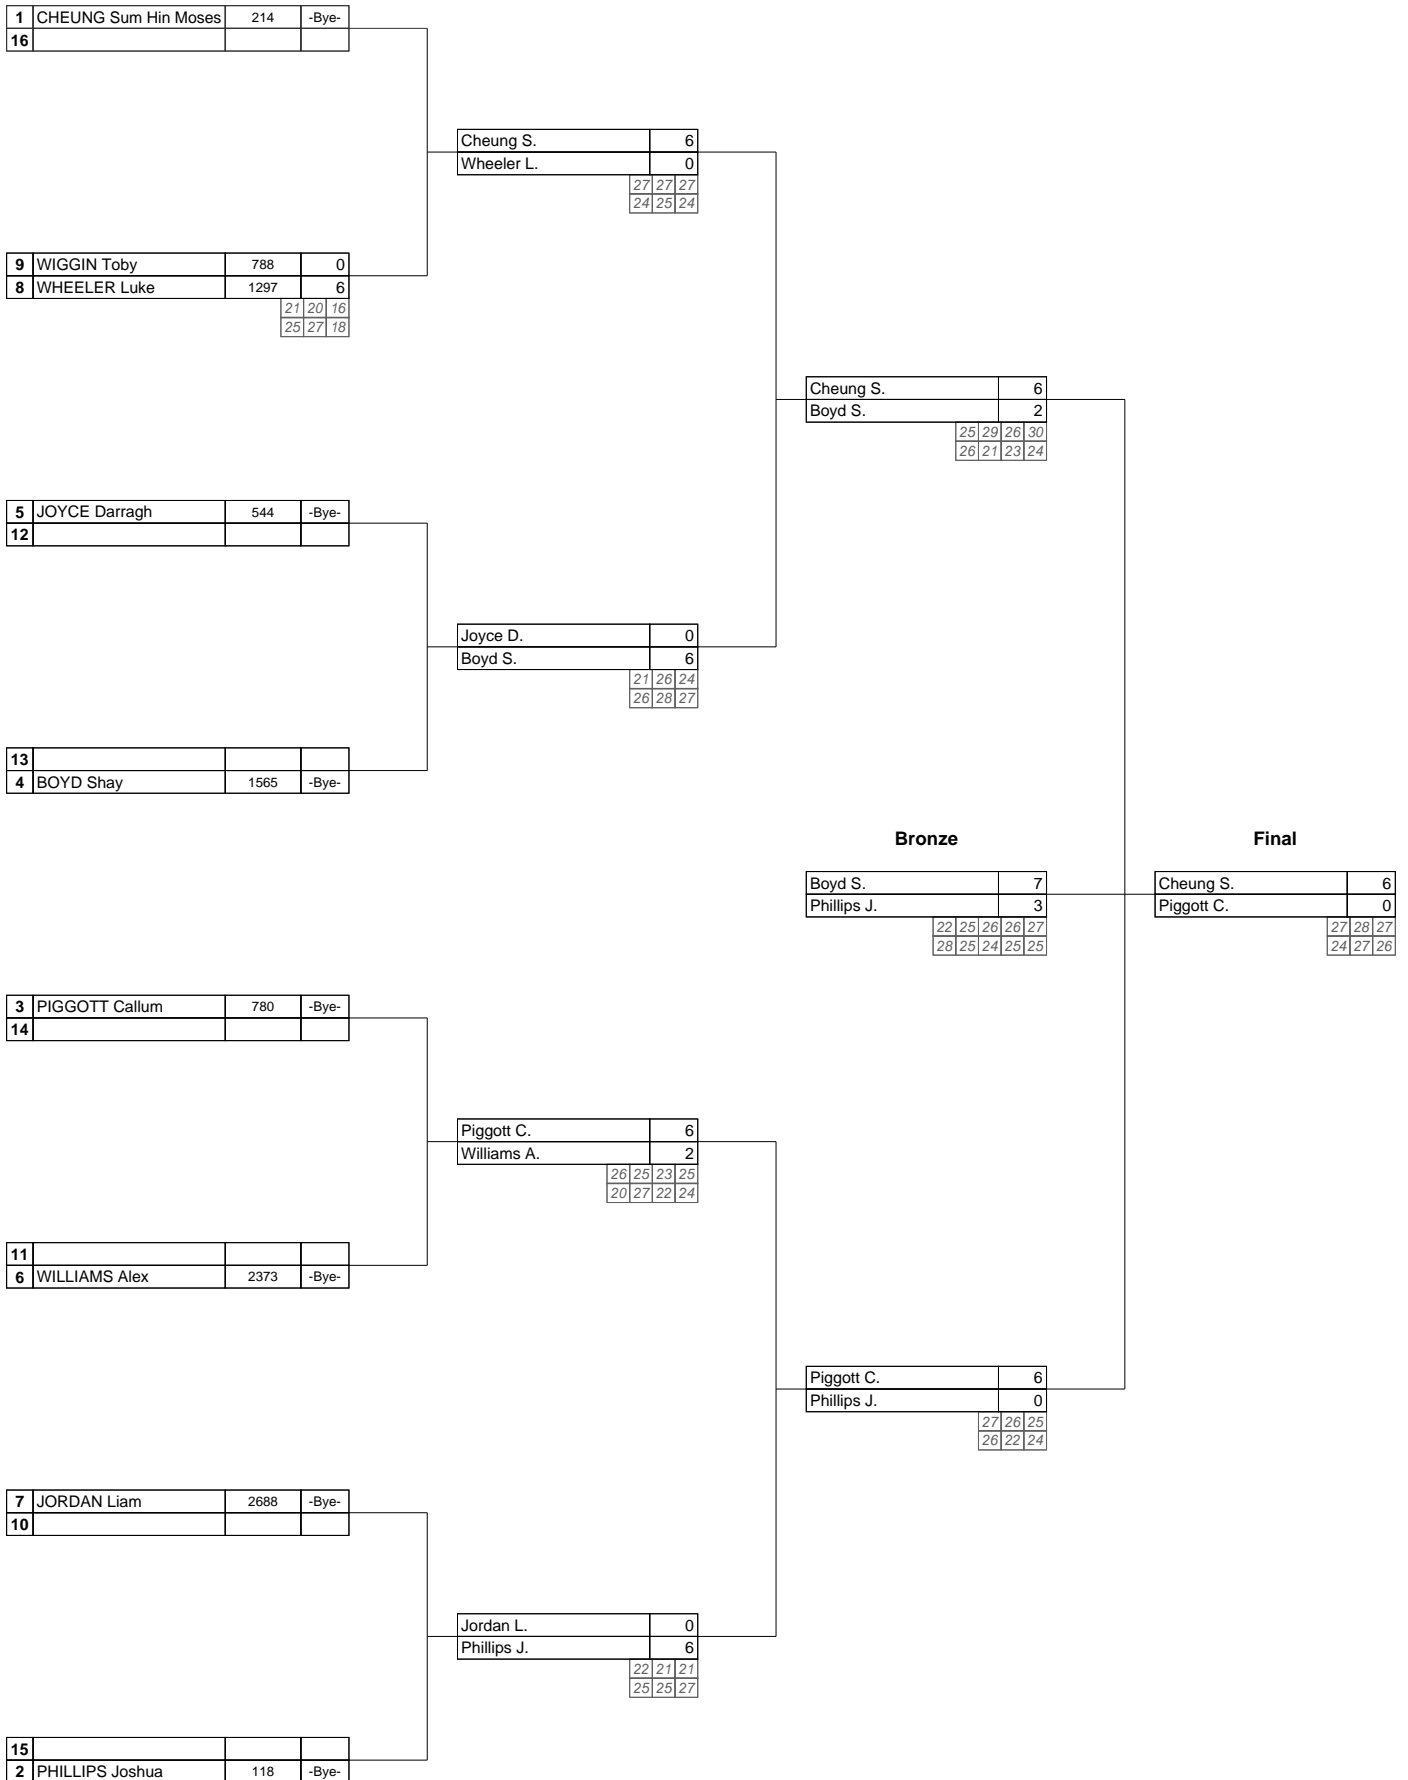 1 CHEUNG Sum Hin Moses 214 -Bye-
16
Cheung S. 6
Wheeler L. 0
27 27 27
24 25 24
9 WIGGIN Toby 788 0
8 WHEELER Luke 1297 6
21 20 16
25 27 18
Cheung S. 6
Boyd S. 2
25 29 26 30
26 21 23 24
5 JOYCE Darragh 544 -Bye-
12
Joyce D. 0
Boyd S. 6
21 26 24
26 28 27
13
4 BOYD Shay 1565 -Bye-
Bronze Final
Boyd S. 7 Cheung S. 6
Phillips J. 3 Piggott C. 0
22 25 26 26 27 27 28 27
28 25 24 25 25 24 27 26
3 PIGGOTT Callum 780 -Bye-
14
Piggott C. 6
Williams A. 2
26 25 23 25
20 27 22 24
11
6 WILLIAMS Alex 2373 -Bye-
Piggott C. 6
Phillips J. 0
27 26 25
26 22 24
7 JORDAN Liam 2688 -Bye-
10
Jordan L. 0
Phillips J. 6
22 21 21
25 25 27
15
2 PHILLIPS Joshua 118 -Bye-